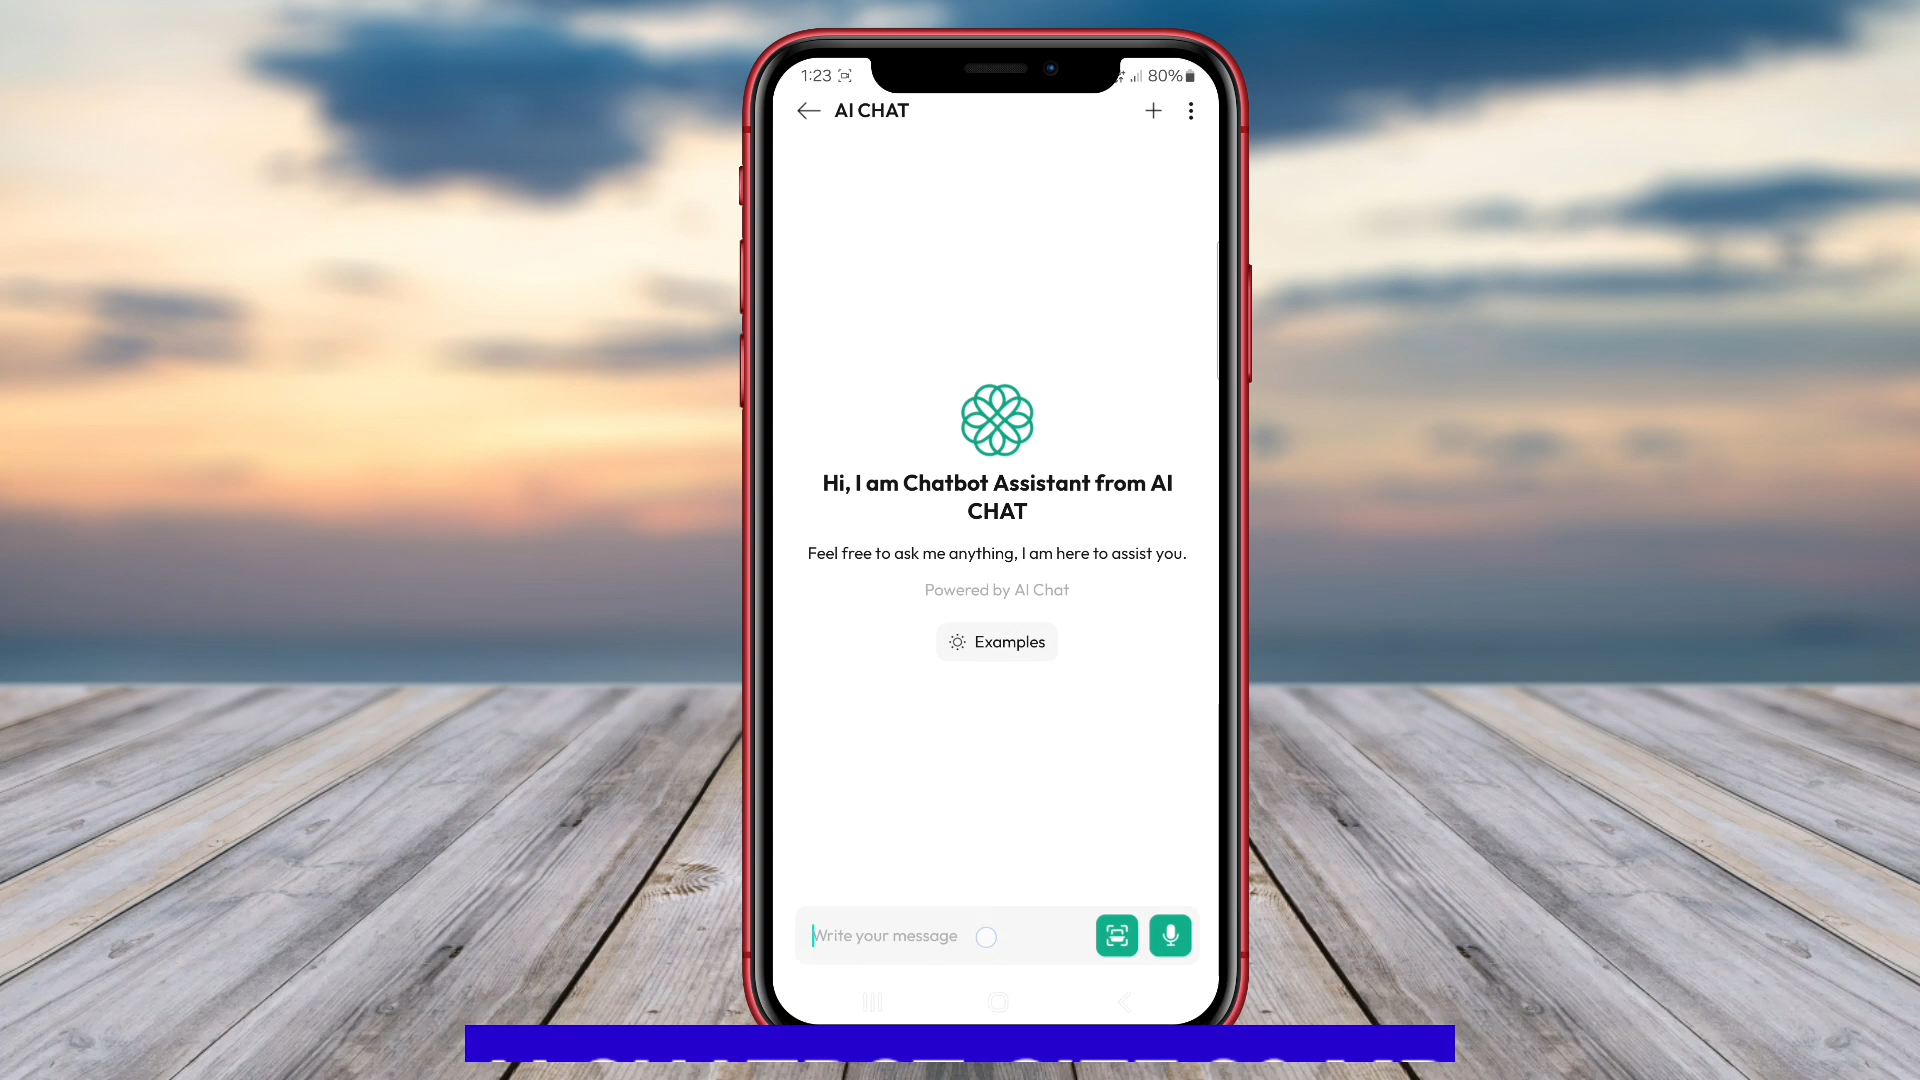 1:23 80%
AI CHAT
Hi, I am Chatbot Assistant from AI
CHAT
Feel free to ask me anything, I am here to assist you.
Powered by AI Chat
Examples
Write your message